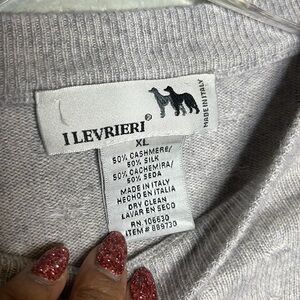 I LEVRIERI®
MADE IN ITALY
XL
50% CASHMERE/
50% SILK
50% CACHEMIRA/
50% SEDA
MADE IN ITALY
HECHO EN ITALIA
DRY CLEAN
LAVAR EN SECO
RN 106630
ITEM # 889730